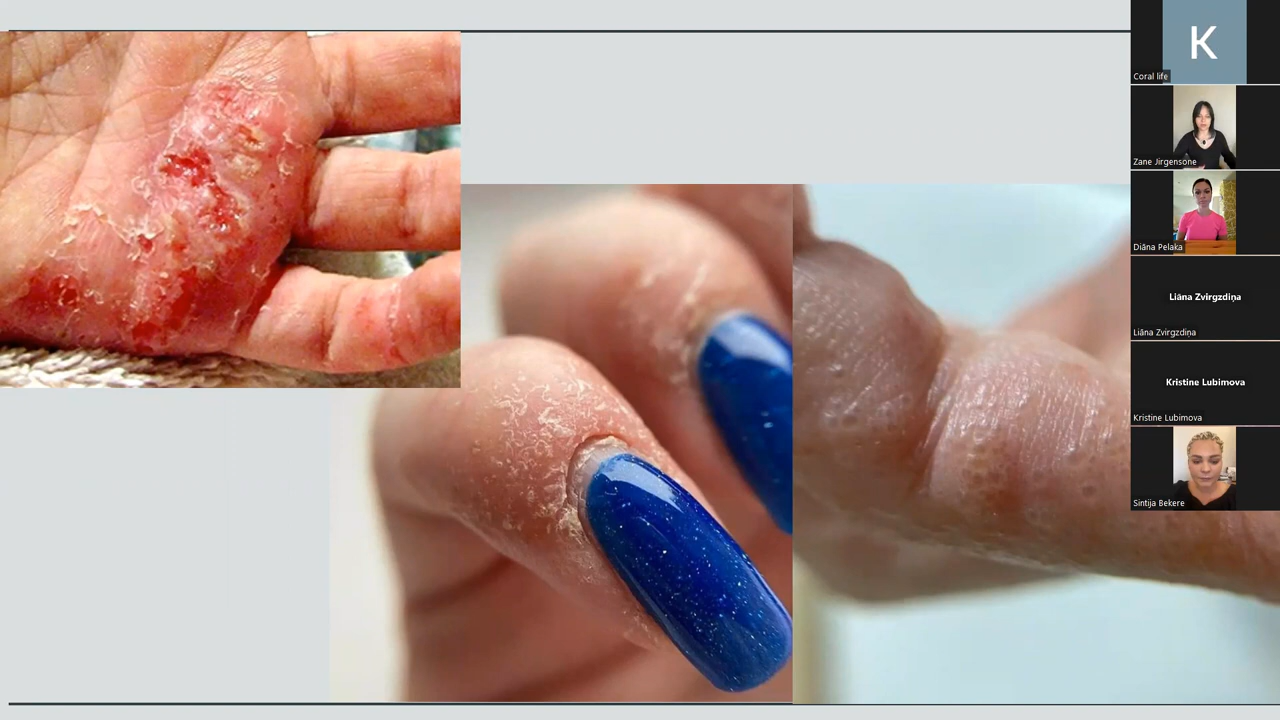 K
Coral life
Zane Jirgensone
Diāna Pelaka
Liāna Zvirgzdiņa
Liāna Zvirgzdiņa
Kristine Lubimova
Kristine Lubimova
Sintija Bekere